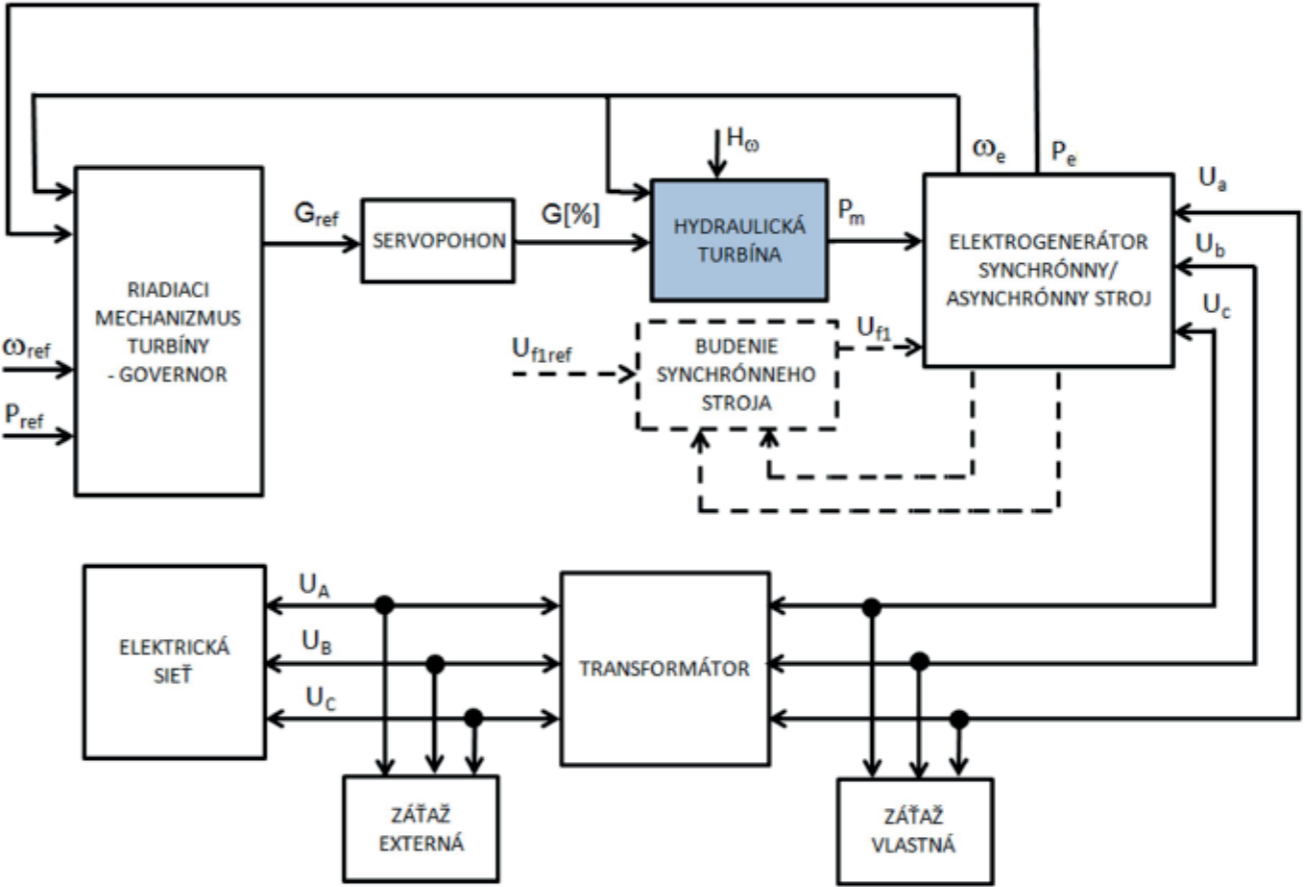 Hω
ωe
Pe
Ua
Gref
G[%]
Pm
SERVOPOHON
HYDRAULICKÁ
TURBÍNA
ELEKTROGENERÁTOR
SYNCHRÓNNY/
ASYNCHRÓNNY STROJ
Ub
Uc
RIADIACI
MECHANIZMUS
TURBÍNY
- GOVERNOR
ωref
Pref
Uf1ref
BUDENIE
SYNCHRÓNNEHO
STROJA
Uf1
ELEKTRICKÁ
SIEŤ
UA
UB
UC
TRANSFORMÁTOR
ZÁŤAŽ
EXTERNÁ
ZÁŤAŽ
VLASTNÁ